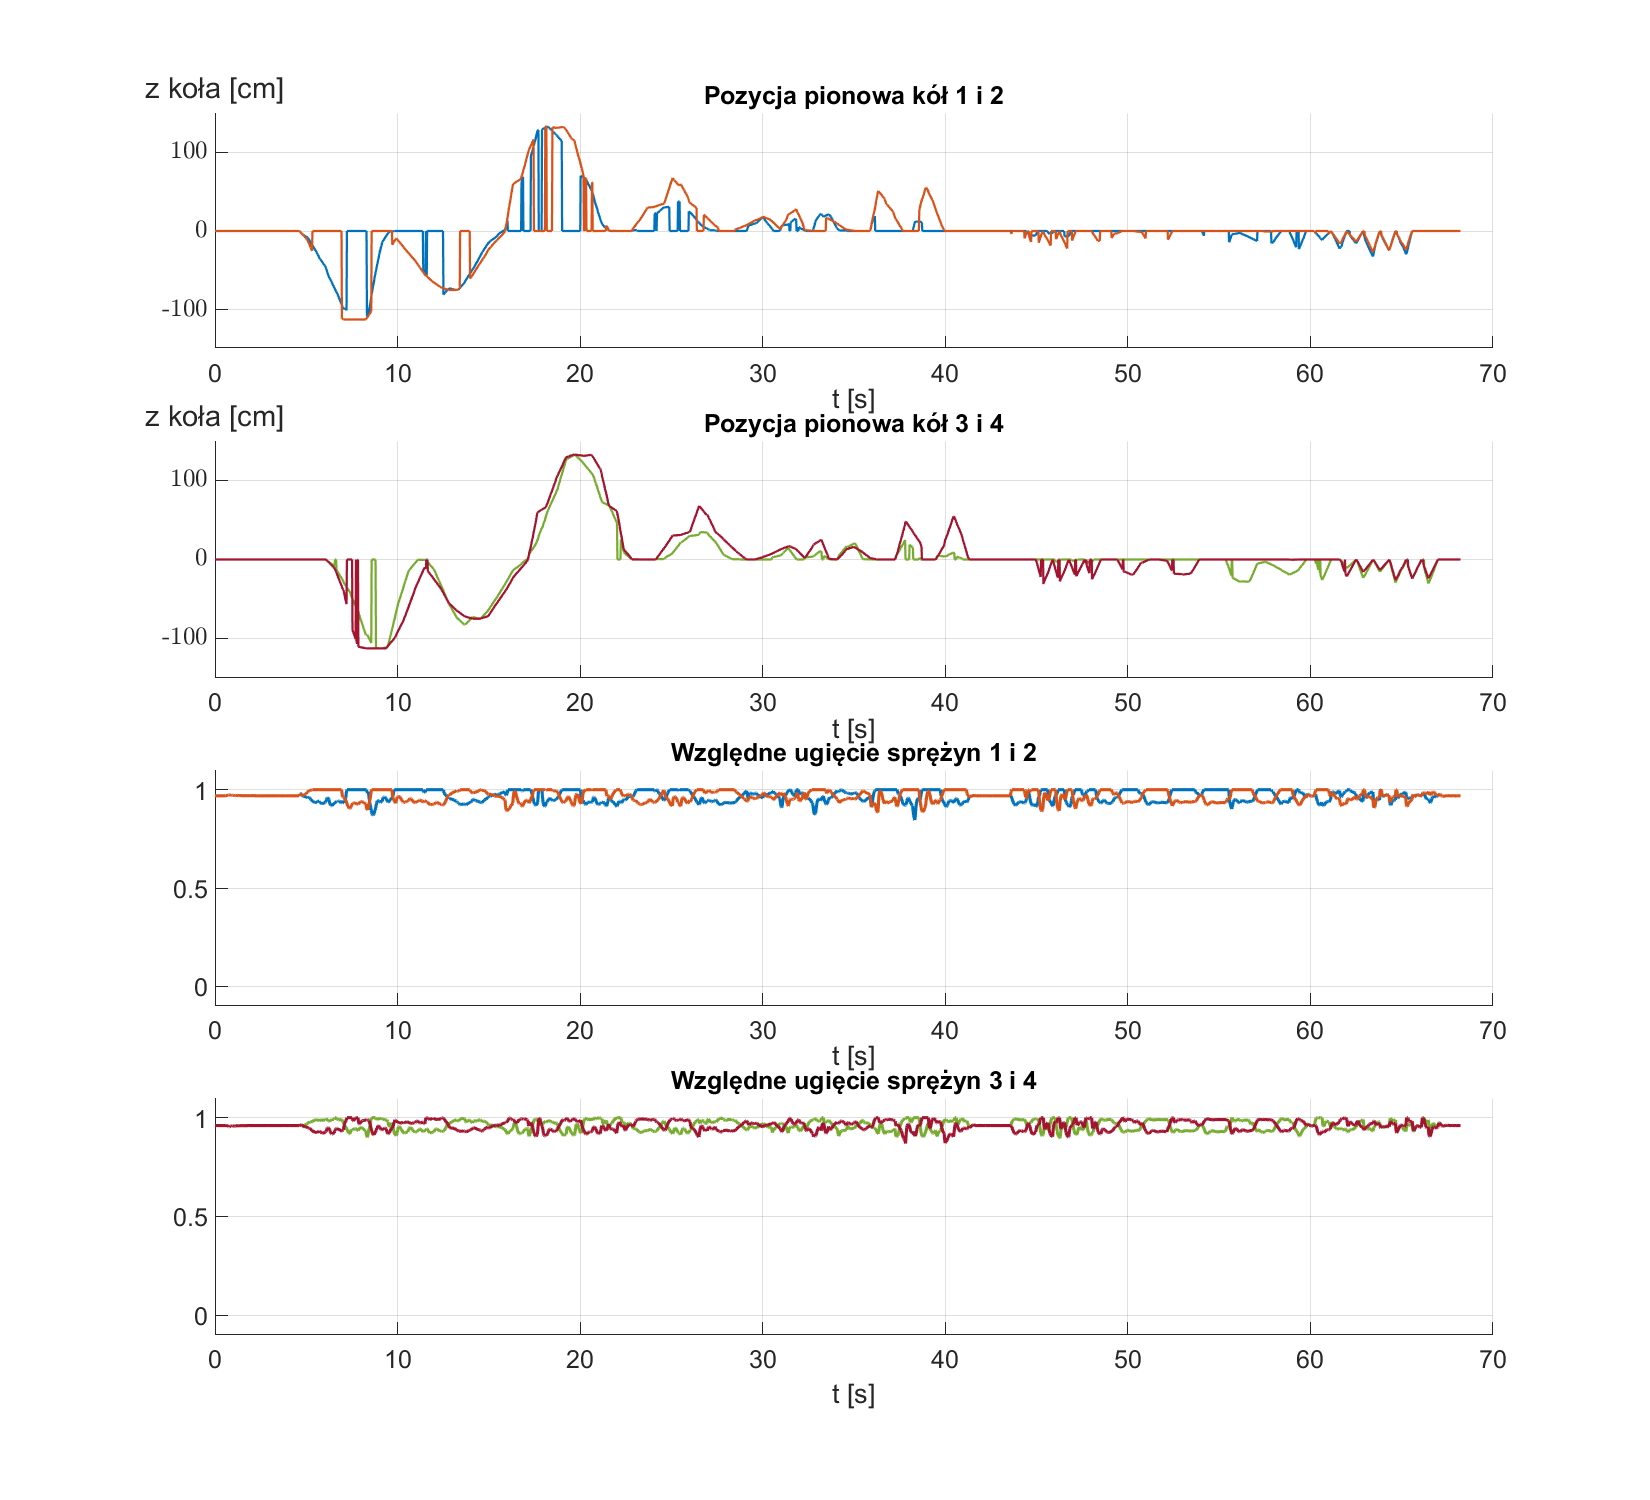 z koła [cm]
Pozycja pionowa kół 1 i 2
100
0
-100
0 10 20 30 40 50 60 70
t [s]
z koła [cm]
Pozycja pionowa kół 3 i 4
100
0
-100
0 10 20 30 40 50 60 70
t [s]
Względne ugięcie sprężyn 1 i 2
1
0.5
0
0 10 20 30 40 50 60 70
t [s]
Względne ugięcie sprężyn 3 i 4
1
0.5
0
0 10 20 30 40 50 60 70
t [s]